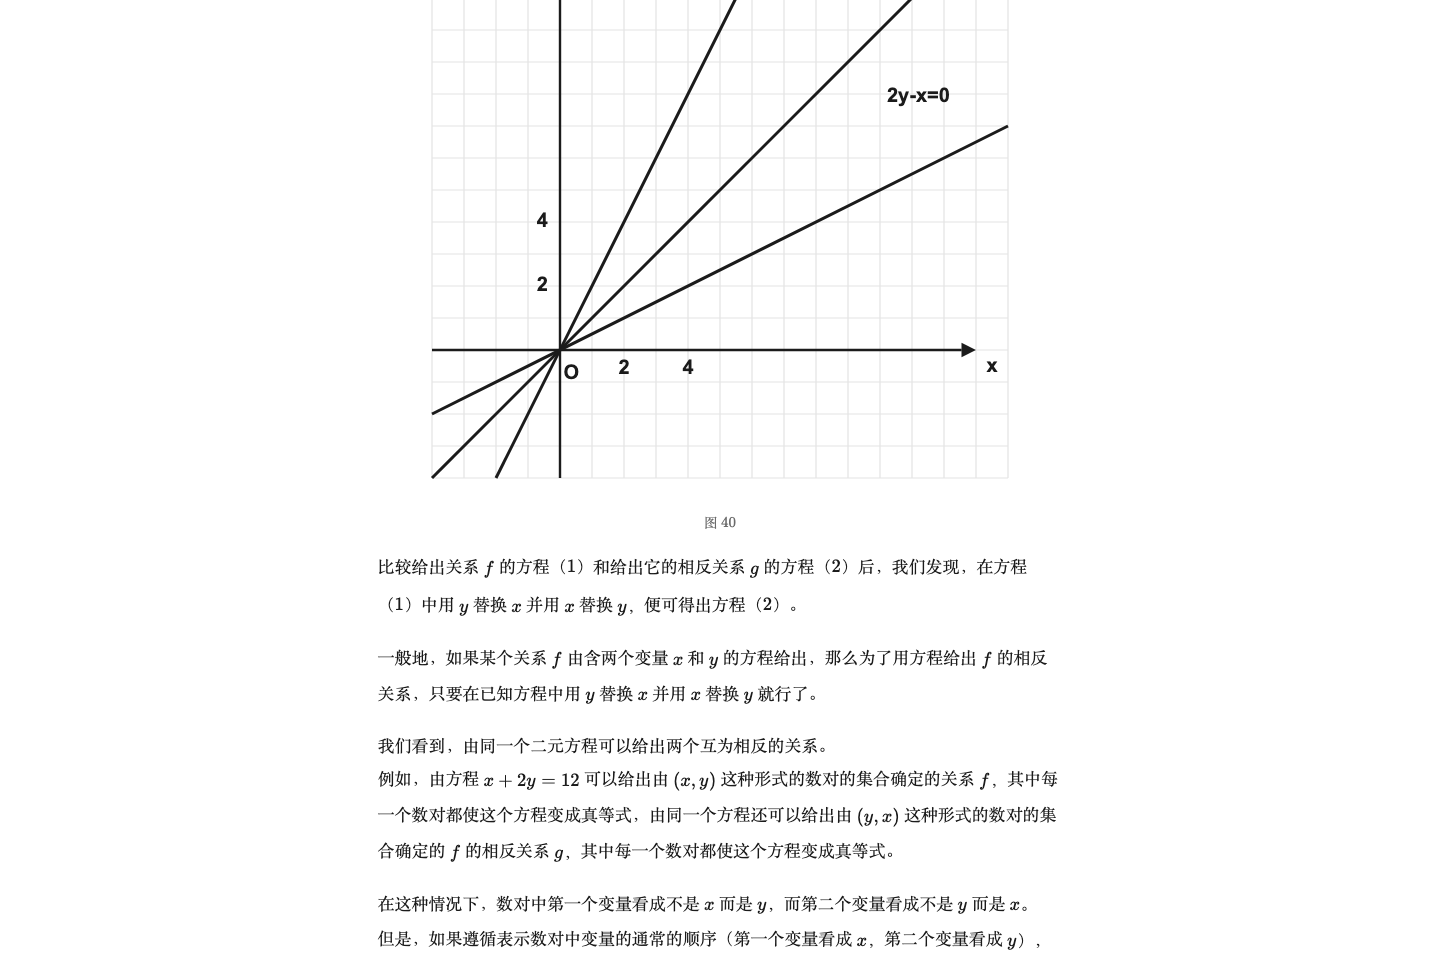 2y-x=0
4
2
O
2
4
x
图 40
比较给出关系 f 的方程（1）和给出它的相反关系 g 的方程（2）后，我们发现，在方程
（1）中用 y 替换 x 并用 x 替换 y，便可得出方程（2）。
一般地，如果某个关系 f 由含两个变量 x 和 y 的方程给出，那么为了用方程给出 f 的相反
关系，只要在已知方程中用 y 替换 x 并用 x 替换 y 就行了。
我们看到，由同一个二元方程可以给出两个互为相反的关系。
例如，由方程 x + 2y = 12 可以给出由 (x, y) 这种形式的数对的集合确定的关系 f，其中每
一个数对都使这个方程变成真等式，由同一个方程还可以给出由 (y, x) 这种形式的数对的集
合确定的 f 的相反关系 g，其中每一个数对都使这个方程变成真等式。
在这种情况下，数对中第一个变量看成不是 x 而是 y，而第二个变量看成不是 y 而是 x。
但是，如果遵循表示数对中变量的通常的顺序（第一个变量看成 x，第二个变量看成 y），